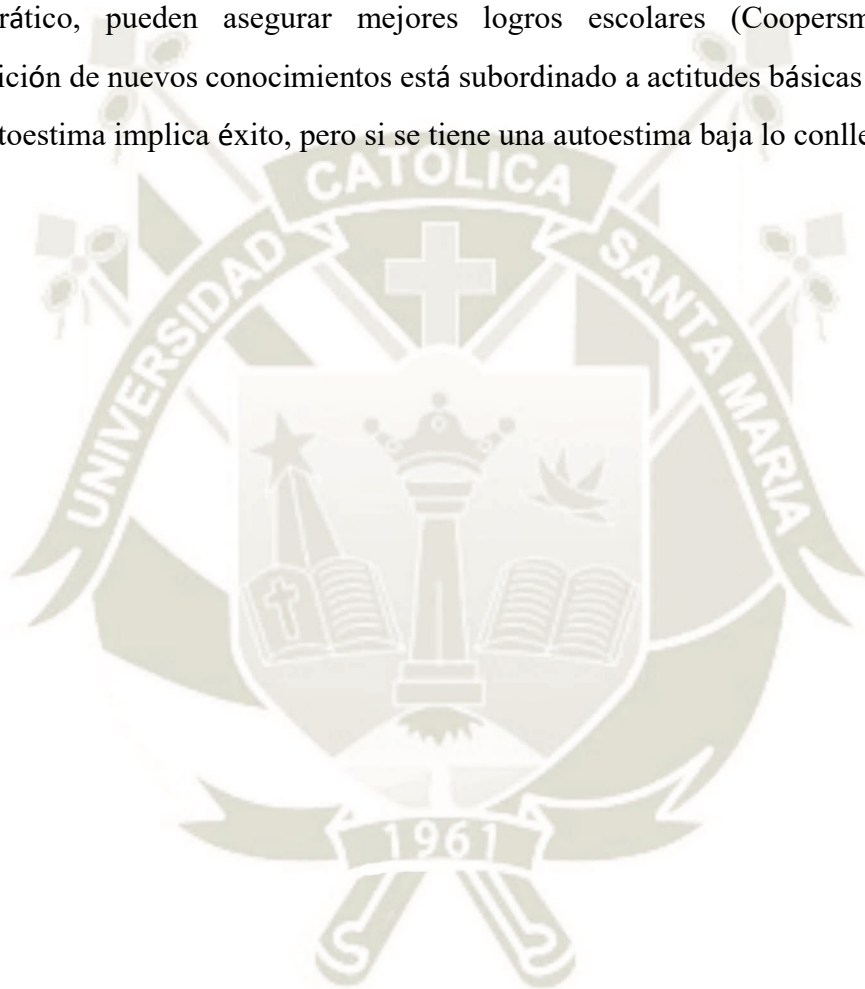 rático, pueden asegurar mejores logros escolares (Coopersm
ición de nuevos conocimientos está subordinado a actitudes básicas
toestima implica éxito, pero si se tiene una autoestima baja lo conlle
CATOLICA
UNIVERSIDAD
SANTA MARIA
1961